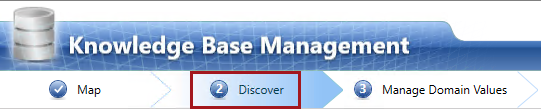 Knowledge Base Management
Map 2 Discover 3 Manage Domain Values